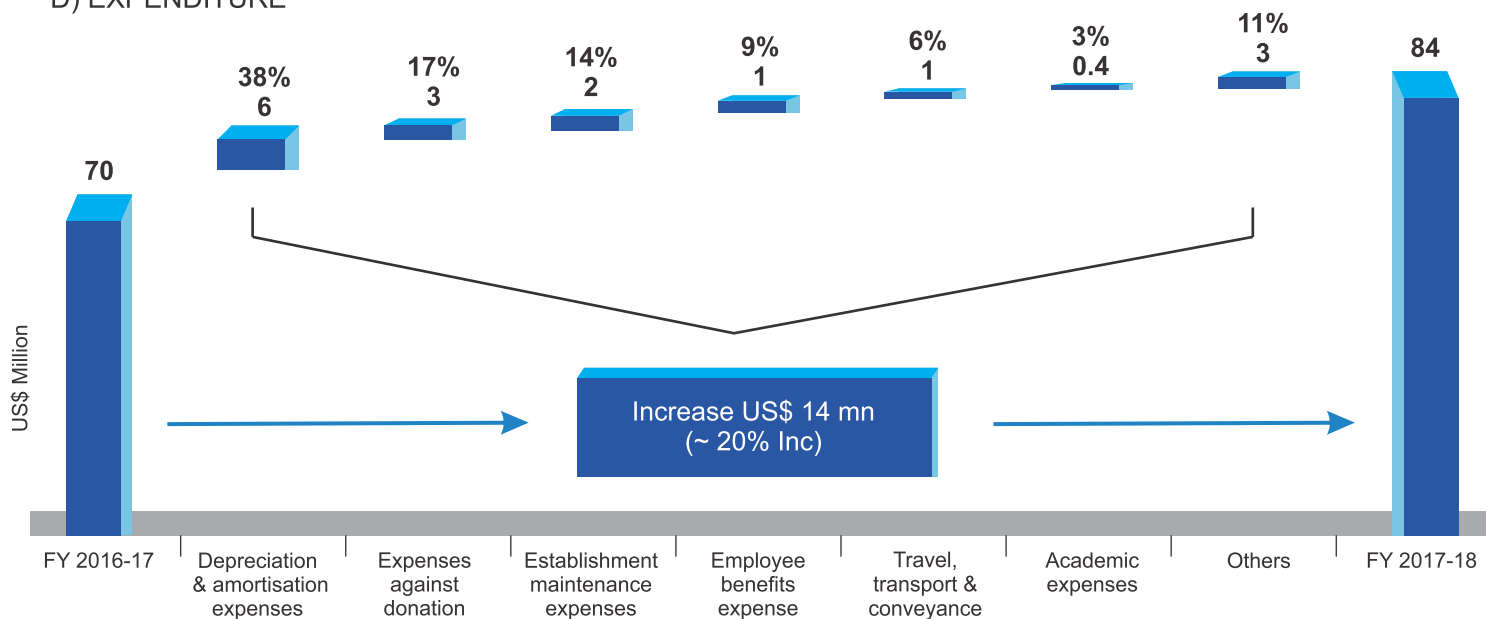 D) EXPENDITURE
70
38%
6
17%
3
14%
2
9%
1
6%
1
3%
0.4
11%
3
84
US$ Million
Increase US$ 14 mn
(~ 20% Inc)
FY 2016-17
Depreciation
& amortisation
expenses
Expenses
against
donation
Establishment
maintenance
expenses
Employee
benefits
expense
Travel,
transport &
conveyance
Academic
expenses
Others
FY 2017-18